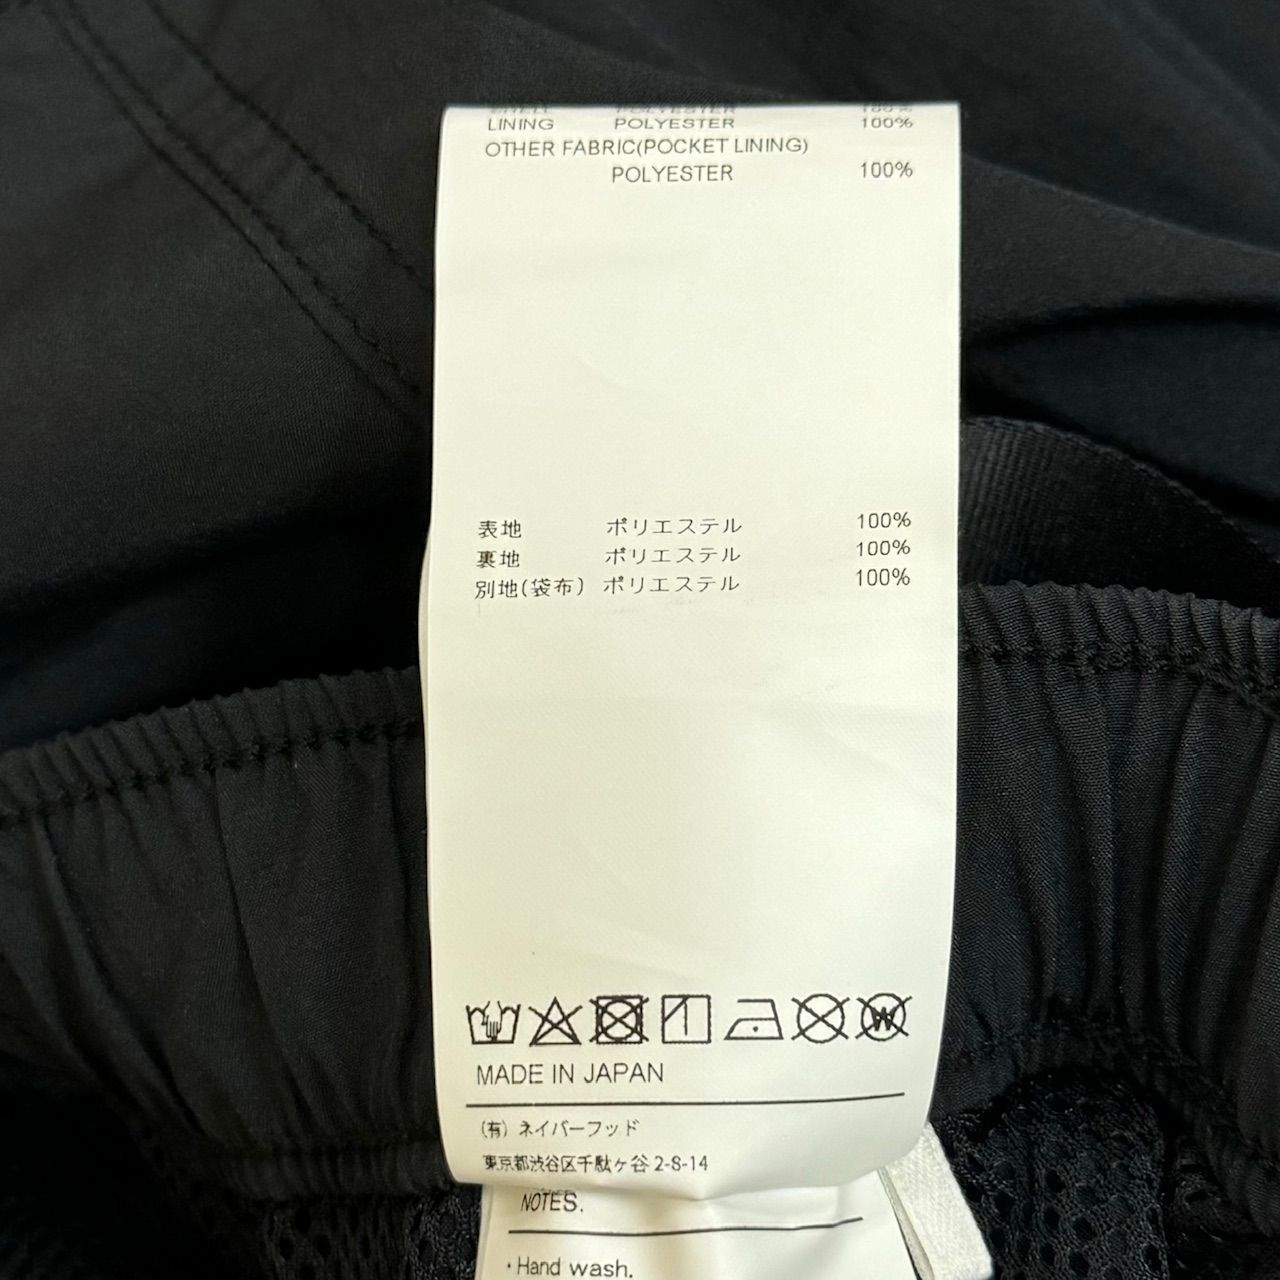 SHELL POLYESTER 100%
LINING POLYESTER 100%
OTHER FABRIC(POCKET LINING)
POLYESTER 100%
表地 ポリエステル 100%
裏地 ポリエステル 100%
別地(袋布) ポリエステル 100%
MADE IN JAPAN
(有) ネイバーフッド
東京都渋谷区千駄ヶ谷 2-8-14
NOTES.
・Hand wash.